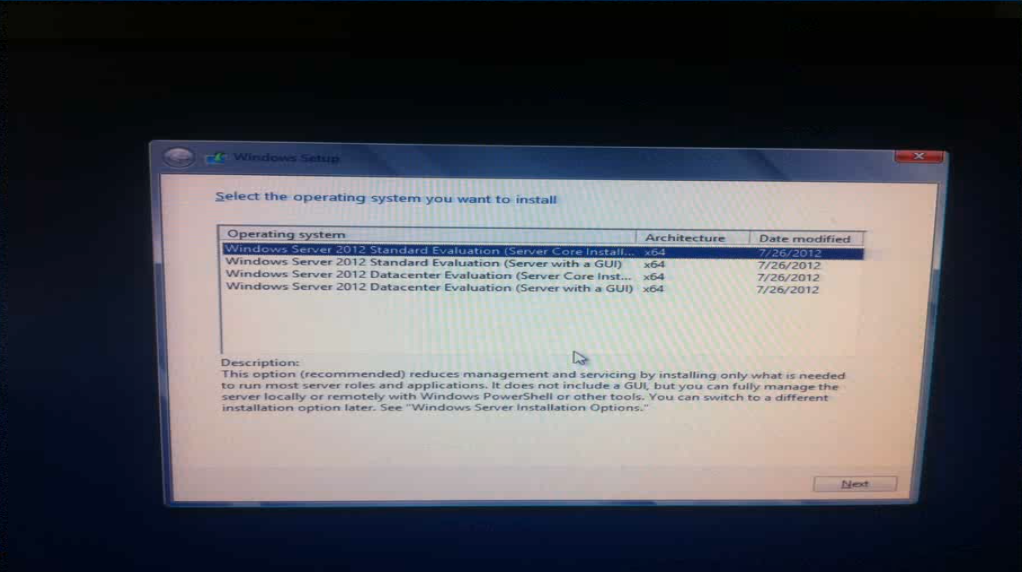 Windows Setup
Select the operating system you want to install
Operating system Architecture Date modified
Windows Server 2012 Standard Evaluation (Server Core Install... x64 7/26/2012
Windows Server 2012 Standard Evaluation (Server with a GUI) x64 7/26/2012
Windows Server 2012 Datacenter Evaluation (Server Core Inst... x64 7/26/2012
Windows Server 2012 Datacenter Evaluation (Server with a GUI) x64 7/26/2012
Description:
This option (recommended) reduces management and servicing by installing only what is needed
to run most server roles and applications. It does not include a GUI, but you can fully manage the
server locally or remotely with Windows PowerShell or other tools. You can switch to a different
installation option later. See "Windows Server Installation Options."
Next